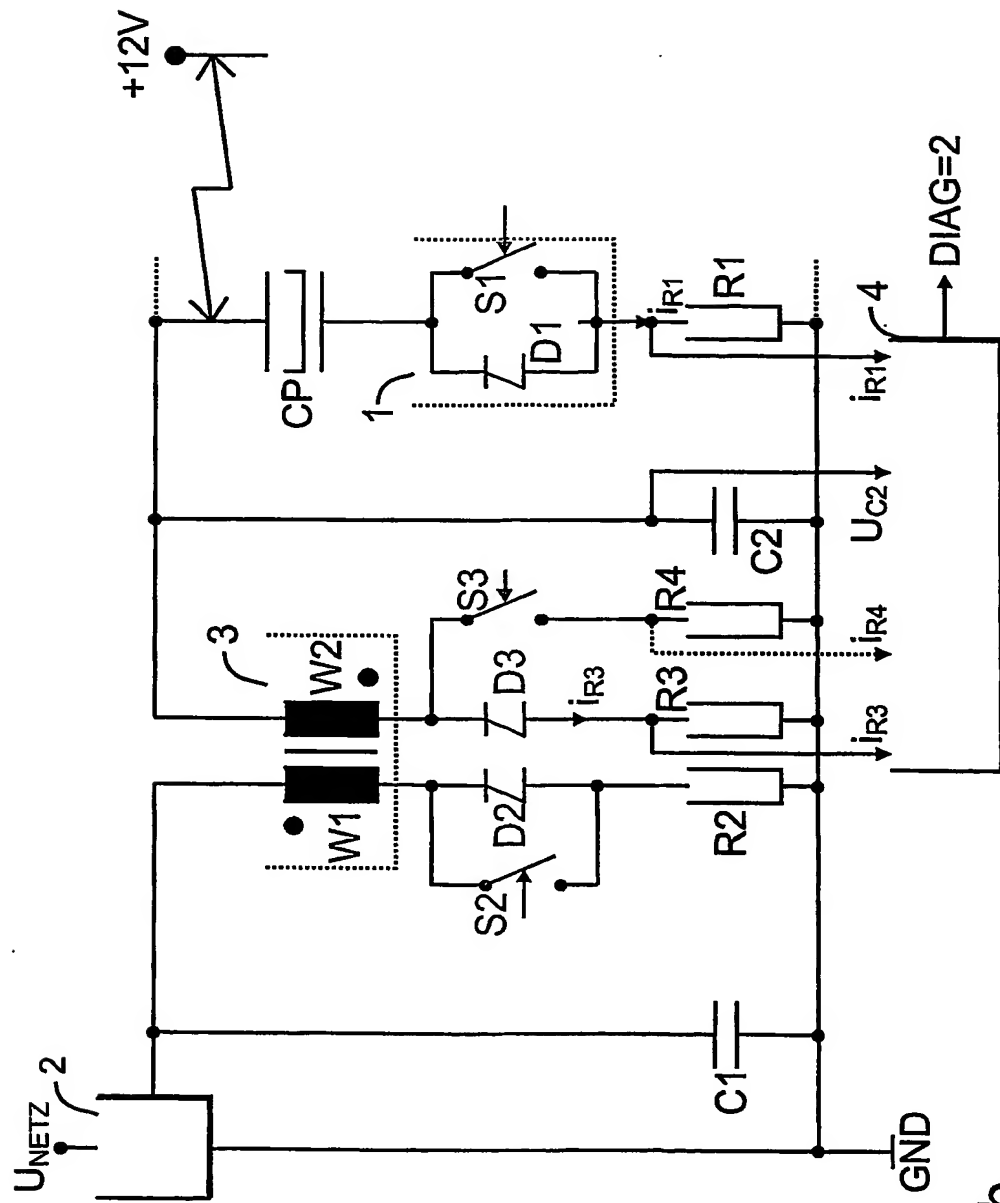 U_NETZ
2
+12V
3
W1
W2
CP
1
S1
D1
S2
D2
S3
D3
i_R3
i_R1
C1
R2
R3
R4
C2
R1
i_R3
i_R4
U_C2
i_R1
4
DIAG=2
GND